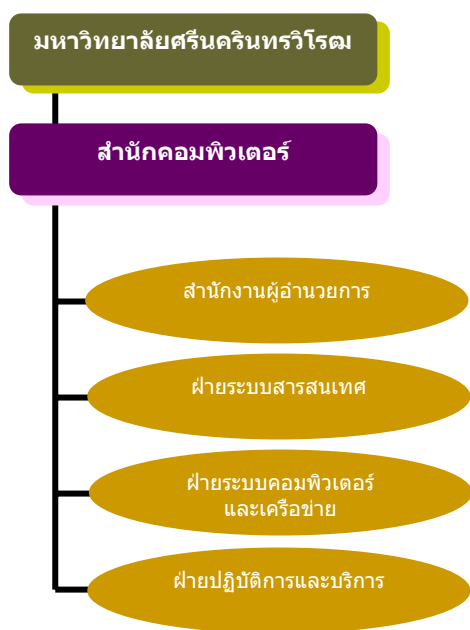 มหาวิทยาลัยศรีนครินทรวิโรฒ
สำนักคอมพิวเตอร์
สำนักงานผู้อำนวยการ
ฝ่ายระบบสารสนเทศ
ฝ่ายระบบคอมพิวเตอร์
และเครือข่าย
ฝ่ายปฏิบัติการและบริการ